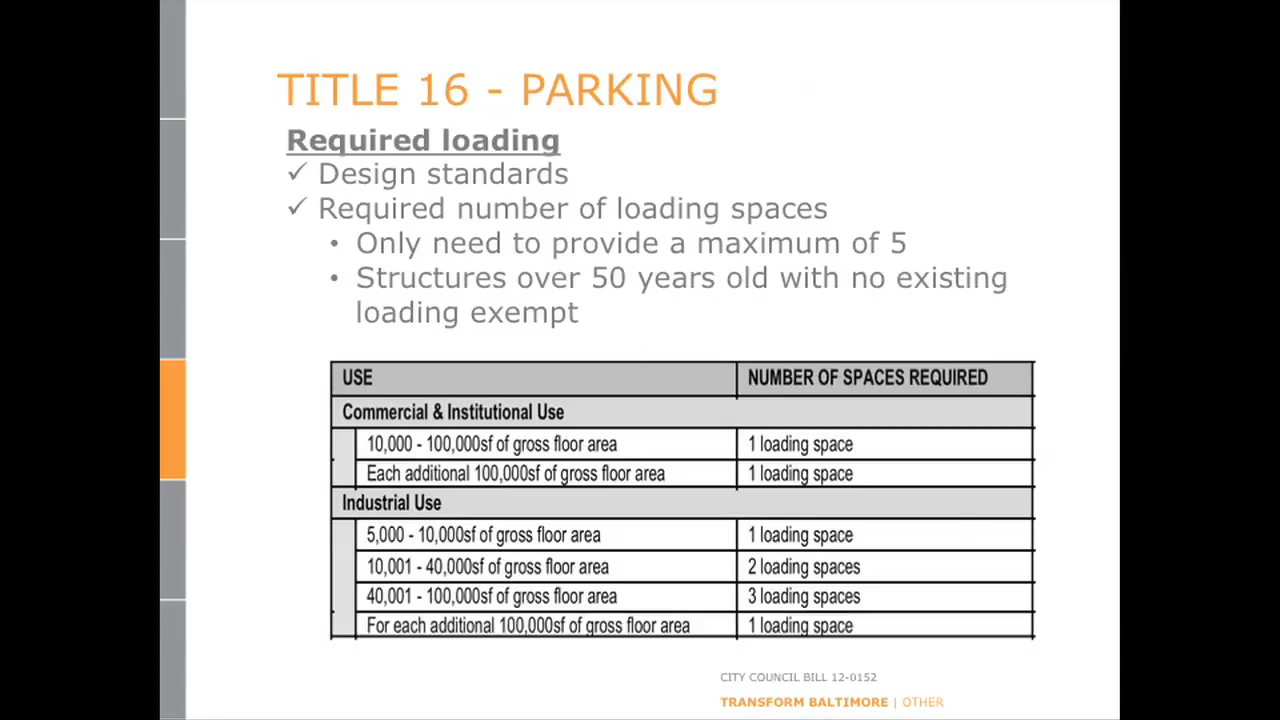 TITLE 16 - PARKING
Required loading
✓ Design standards
✓ Required number of loading spaces
• Only need to provide a maximum of 5
• Structures over 50 years old with no existing
loading exempt
USE NUMBER OF SPACES REQUIRED
Commercial & Institutional Use
10,000 - 100,000sf of gross floor area 1 loading space
Each additional 100,000sf of gross floor area 1 loading space
Industrial Use
5,000 - 10,000sf of gross floor area 1 loading space
10,001 - 40,000sf of gross floor area 2 loading spaces
40,001 - 100,000sf of gross floor area 3 loading spaces
For each additional 100,000sf of gross floor area 1 loading space
CITY COUNCIL BILL 12-0152
TRANSFORM BALTIMORE | OTHER